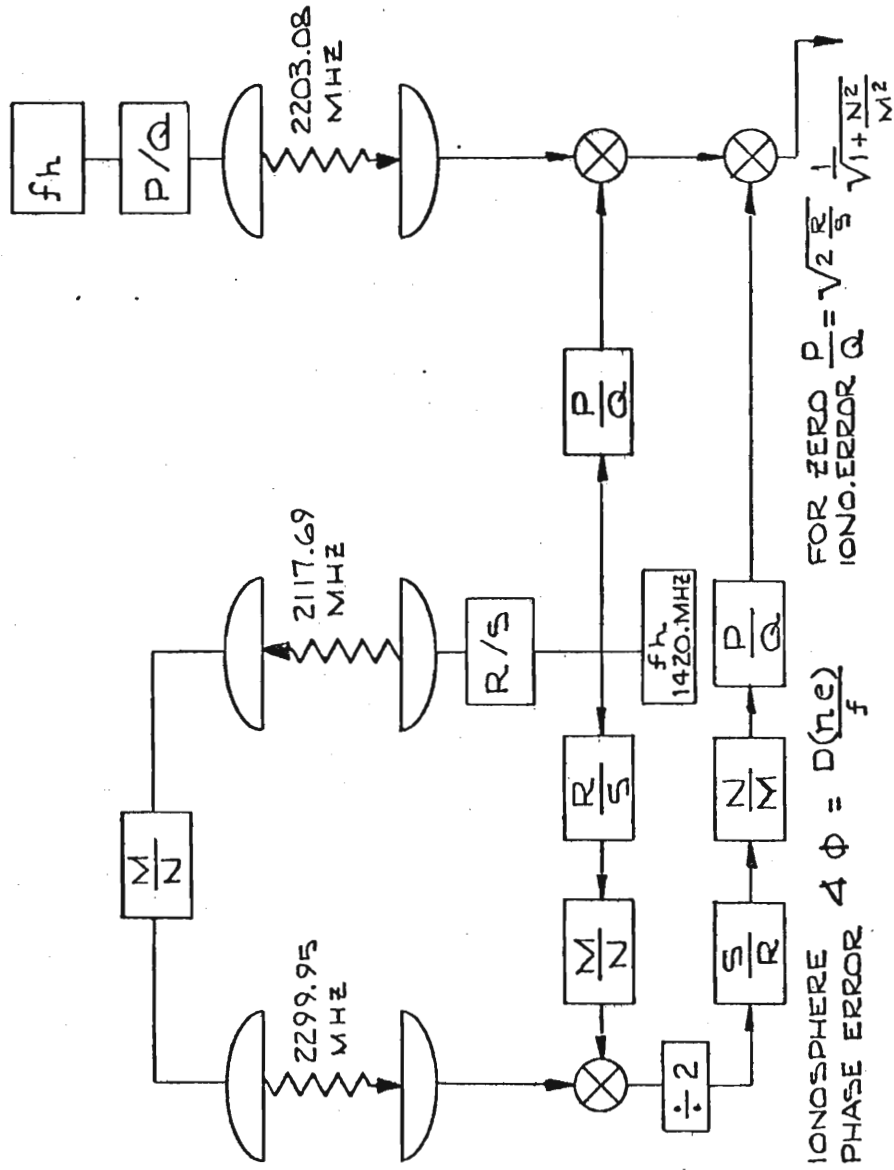 fh
M/N
P/Q
2299.95
MHZ
2117.69
MHZ
2203.08
MHZ
R/S
M/N
R/S
P/Q
÷2
fh
1420.MHZ
S/R
N/M
P/Q
IONOSPHERE
PHASE ERROR
Δ Φ = D(ne)/f
FOR ZERO
IONO.ERROR
P/Q = √2 R/S 1/√(1+N²/M²)